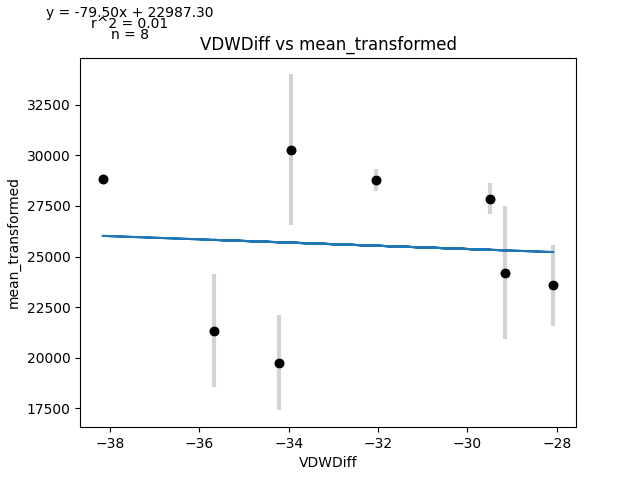 y = -79.50x + 22987.30
r^2 = 0.01
n = 8
VDWDiff vs mean_transformed
mean_transformed
32500
30000
27500
25000
22500
20000
17500
−38
−36
−34
−32
−30
−28
VDWDiff